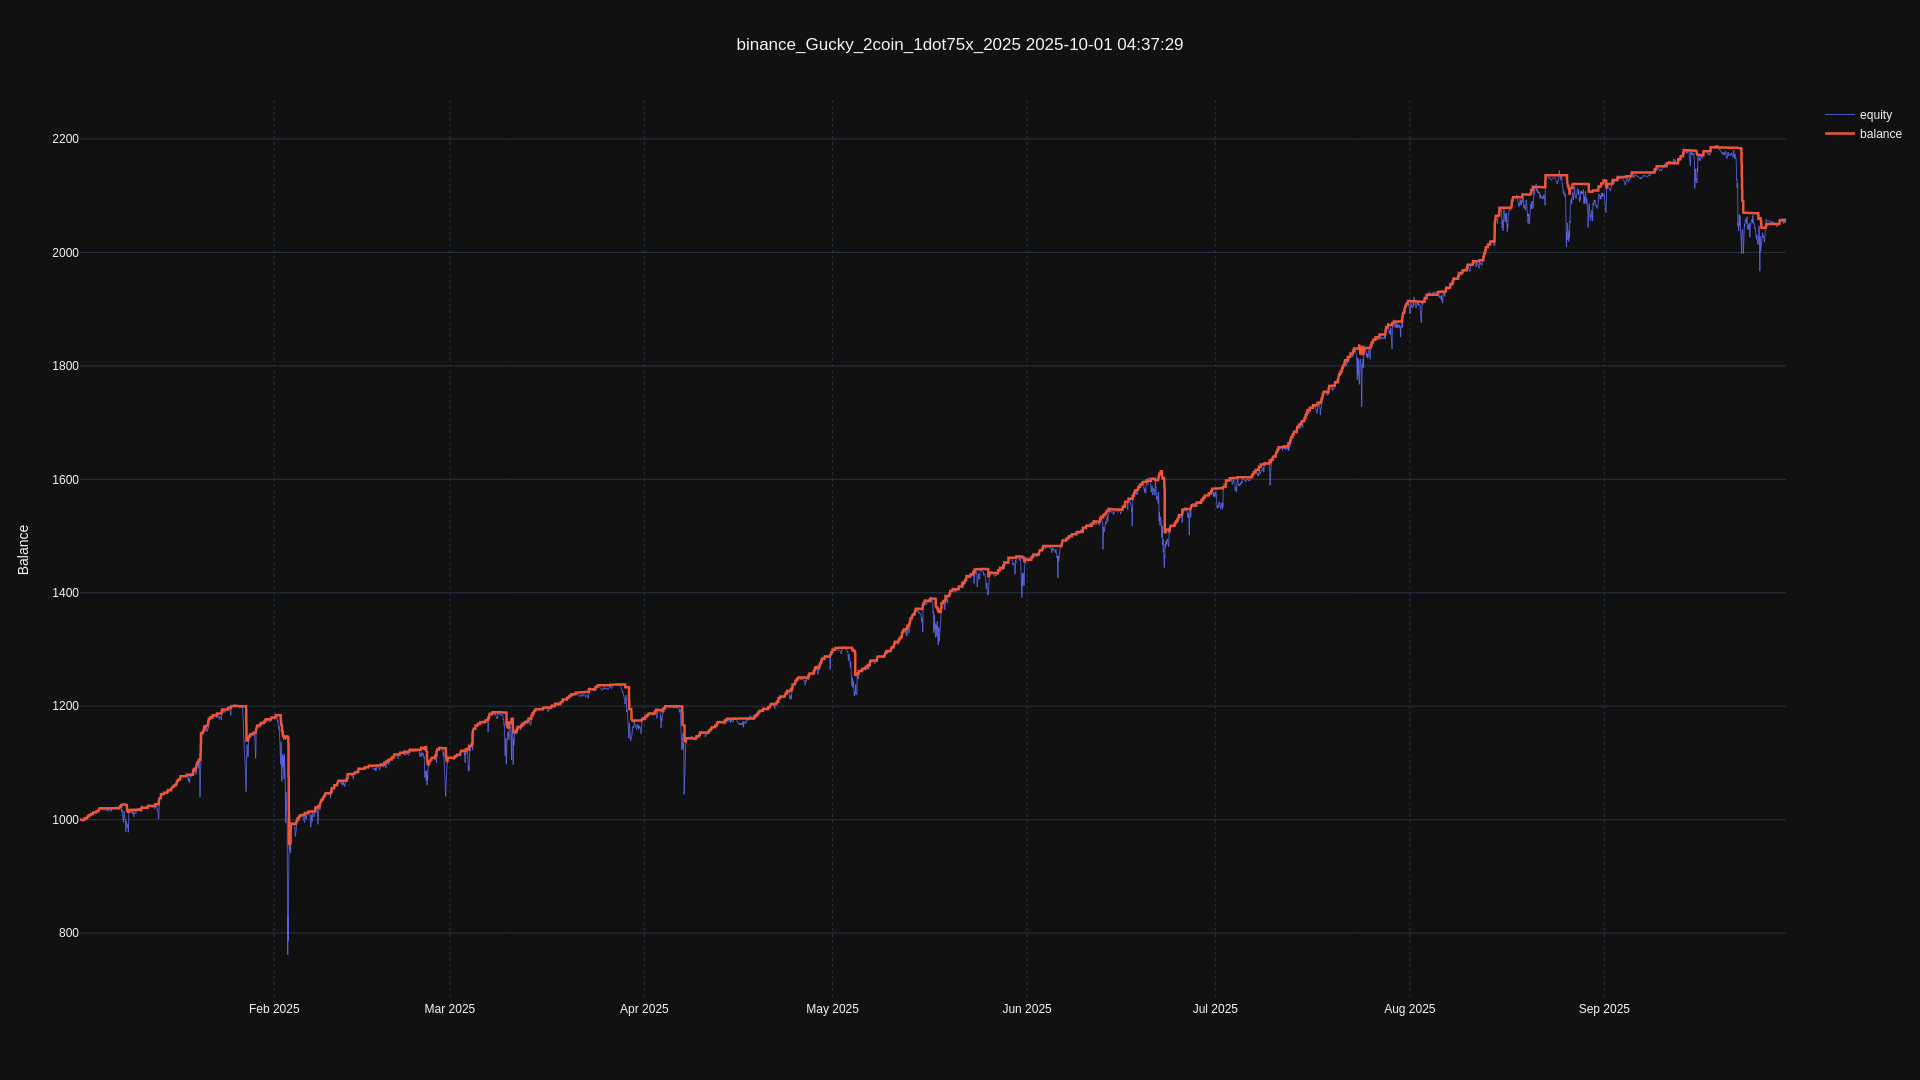 binance_Gucky_2coin_1dot75x_2025 2025-10-01 04:37:29
equity
balance
2200
2000
1800
1600
1400
1200
1000
800
Balance
Feb 2025
Mar 2025
Apr 2025
May 2025
Jun 2025
Jul 2025
Aug 2025
Sep 2025